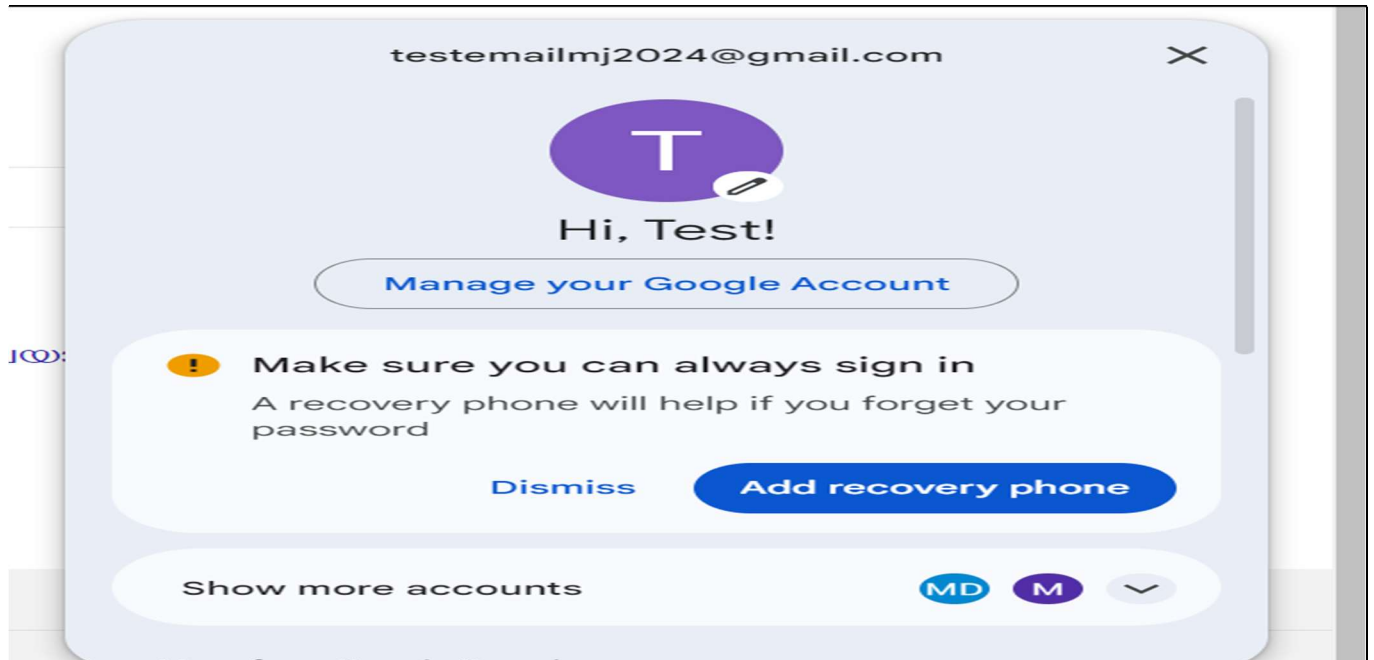 testemailmj2024@gmail.com
T
Hi, Test!
Manage your Google Account
Make sure you can always sign in
A recovery phone will help if you forget your
password
Dismiss
Add recovery phone
Show more accounts
MD
M